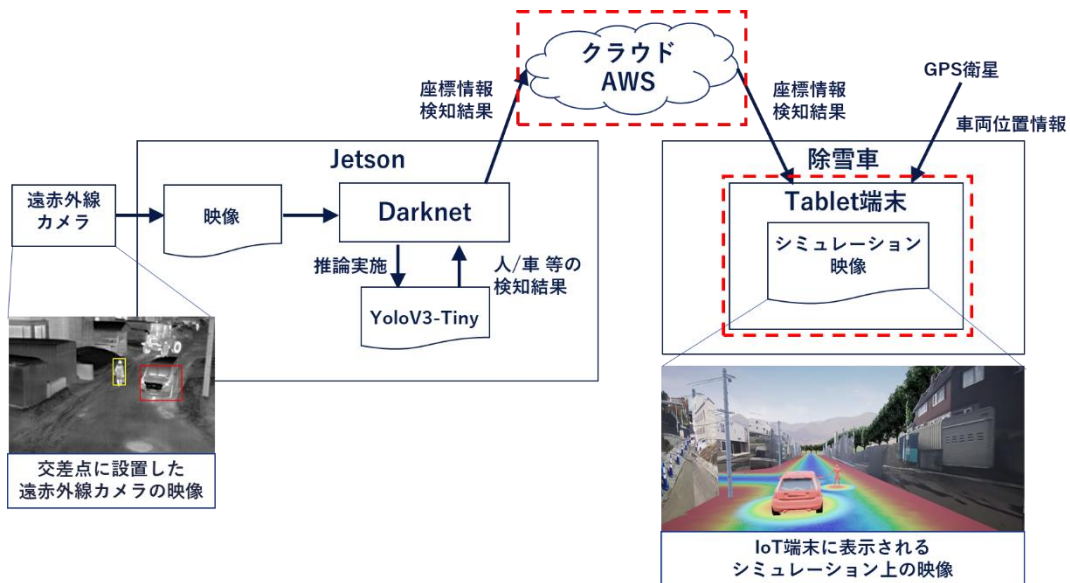 クラウド
AWS
座標情報
検知結果
座標情報
検知結果
GPS衛星
車両位置情報
Jetson
除雪車
遠赤外線
カメラ
映像
Darknet
Tablet端末
シミュレーション
映像
推論実施
人/車 等の
検知結果
YoloV3-Tiny
交差点に設置した
遠赤外線カメラの映像
IoT端末に表示される
シミュレーション上の映像